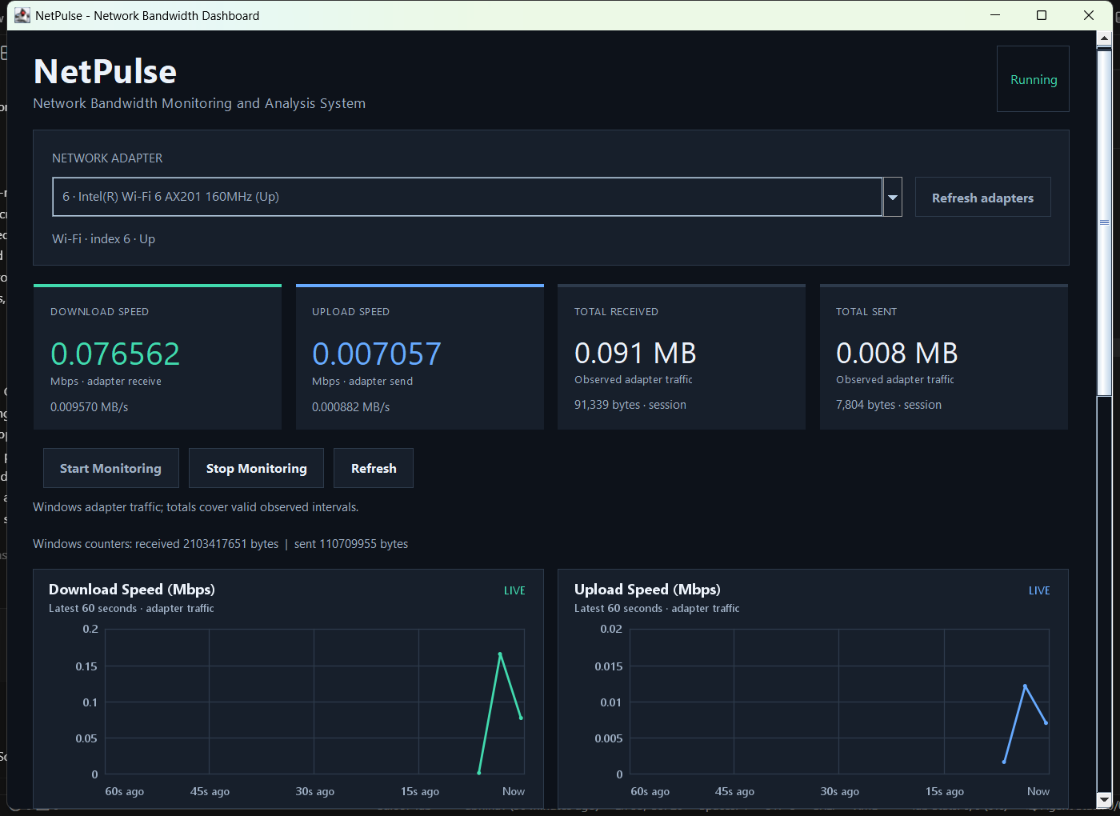 NetPulse - Network Bandwidth Dashboard
NetPulse
Network Bandwidth Monitoring and Analysis System
Running
NETWORK ADAPTER
6 · Intel(R) Wi-Fi 6 AX201 160MHz (Up)
Refresh adapters
Wi-Fi · index 6 · Up
DOWNLOAD SPEED
0.076562
Mbps · adapter receive
0.009570 MB/s
UPLOAD SPEED
0.007057
Mbps · adapter send
0.000882 MB/s
TOTAL RECEIVED
0.091 MB
Observed adapter traffic
91,339 bytes · session
TOTAL SENT
0.008 MB
Observed adapter traffic
7,804 bytes · session
Start Monitoring
Stop Monitoring
Refresh
Windows adapter traffic; totals cover valid observed intervals.
Windows counters: received 2103417651 bytes | sent 110709955 bytes
Download Speed (Mbps)
LIVE
Latest 60 seconds · adapter traffic
0.2
0.15
0.1
0.05
0
60s ago
45s ago
30s ago
15s ago
Now
Upload Speed (Mbps)
LIVE
Latest 60 seconds · adapter traffic
0.02
0.015
0.01
0.005
0
60s ago
45s ago
30s ago
15s ago
Now